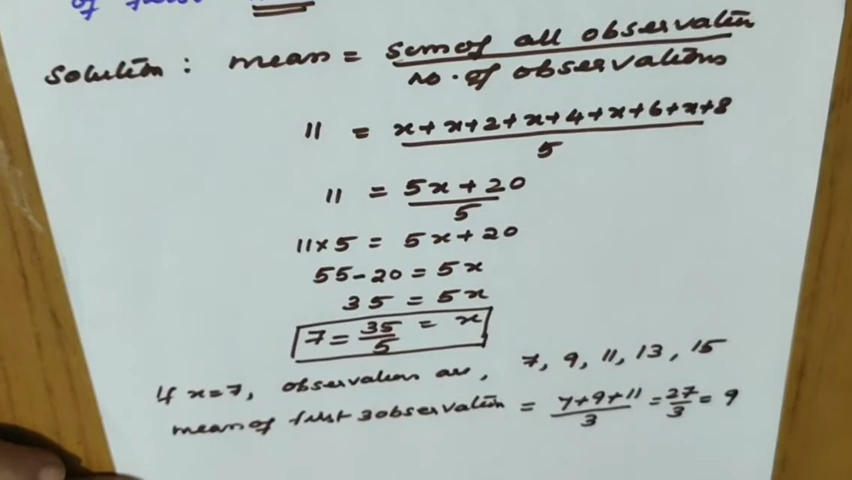 of first
Solution : mean = sum of all observation / no. of observations
11 = x+x+2+x+4+x+6+x+8 / 5
11 = 5x+20 / 5
11×5 = 5x+20
55-20 = 5x
35 = 5x
7 = 35/5 = x
If x=7, observation are, 7, 9, 11, 13, 15
mean of first 3 observation = 7+9+11 / 3 = 27/3 = 9